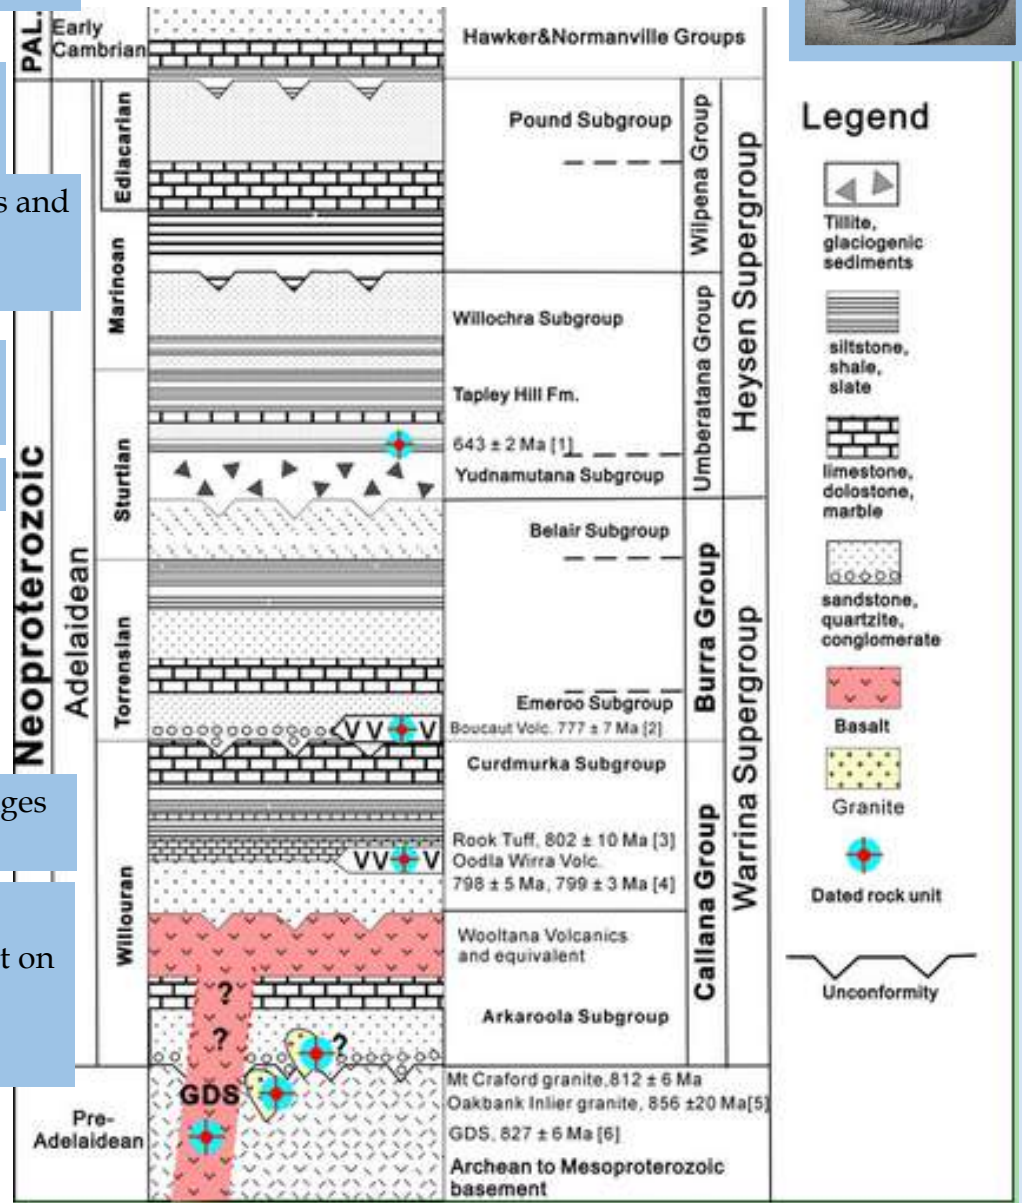 PAL.
Early
Cambrian
Hawker&Normanville Groups
Neoproterozoic
Adelaidean
Ediacarian
Marinoan
Sturtian
Torrensian
Willouran
Pre-
Adelaidean
Pound Subgroup
Willochra Subgroup
Tapley Hill Fm.
643 ± 2 Ma [1]
Yudnamutana Subgroup
Belair Subgroup
Emeroo Subgroup
Boucaut Volc. 777 ± 7 Ma [2]
Curdmurka Subgroup
Rook Tuff, 802 ± 10 Ma [3]
Oodla Wirra Volc.
798 ± 5 Ma, 799 ± 3 Ma [4]
Wooltana Volcanics
and equivalent
Arkaroola Subgroup
Mt Craford granite,812 ± 6 Ma
Oakbank Inlier granite, 856 ±20 Ma[5]
GDS, 827 ± 6 Ma [6]
Archean to Mesoproterozoic
basement
V V V
V V V
?
?
?
GDS
Wilpena Group
Umberatana Group
Burra Group
Callana Group
Heysen Supergroup
Warrina Supergroup
Legend
Tillite,
glaciogenic
sediments
siltstone,
shale,
slate
limestone,
dolostone,
marble
sandstone,
quartzite,
conglomerate
Basalt
Granite
Dated rock unit
Unconformity
s and
ges
t on